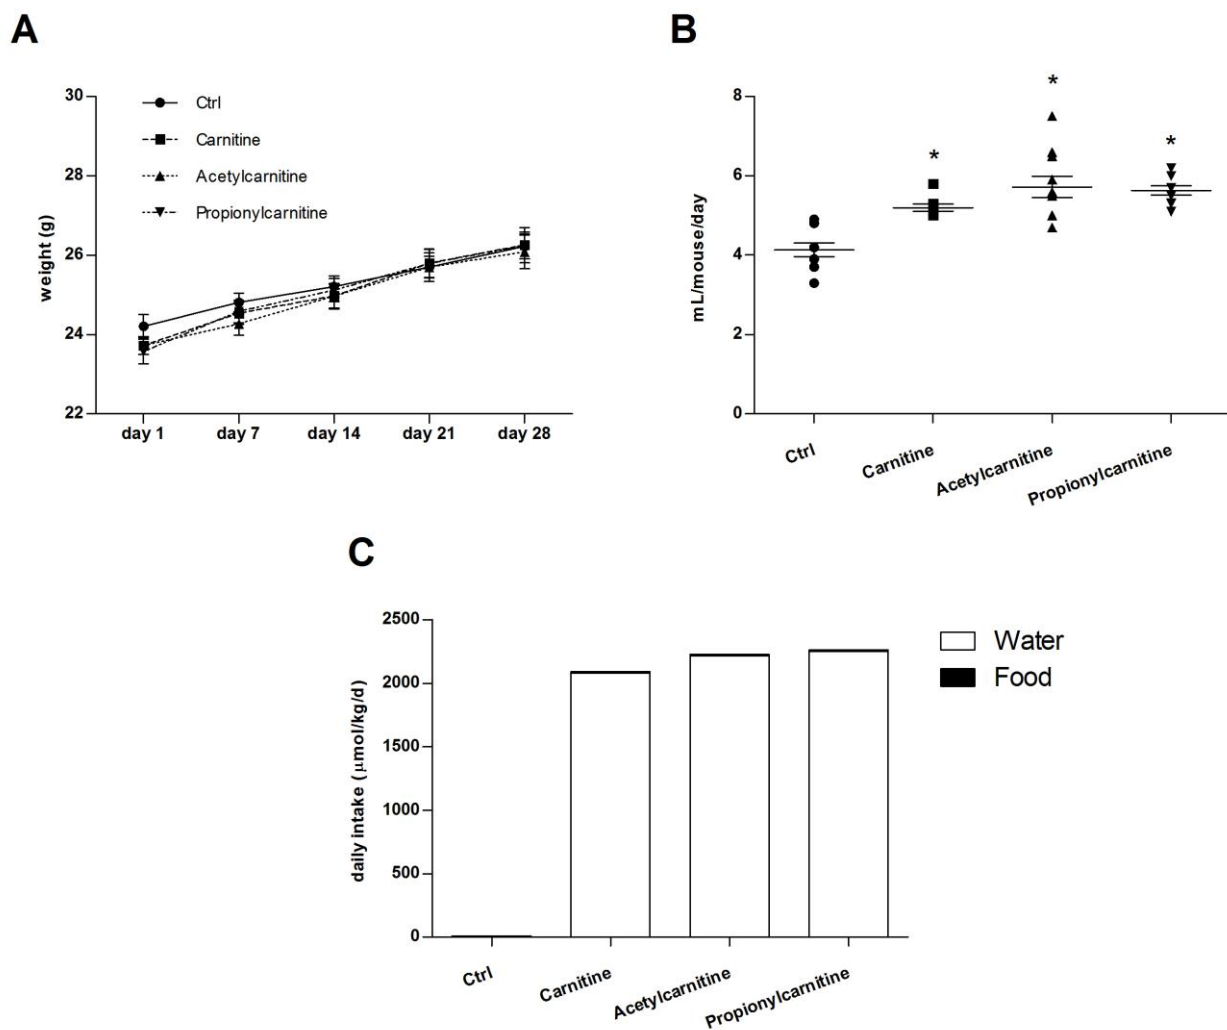 A
30
28
26
24
22
weight (g)
Ctrl
Carnitine
Acetylcarnitine
Propionylcarnitine
day 1 day 7 day 14 day 21 day 28
B
8
6
4
2
0
mL/mouse/day
*
*
*
Ctrl
Carnitine
Acetylcarnitine
Propionylcarnitine
C
2500
2000
1500
1000
500
0
daily intake (μmol/kg/d)
Ctrl
Carnitine
Acetylcarnitine
Propionylcarnitine
Water
Food